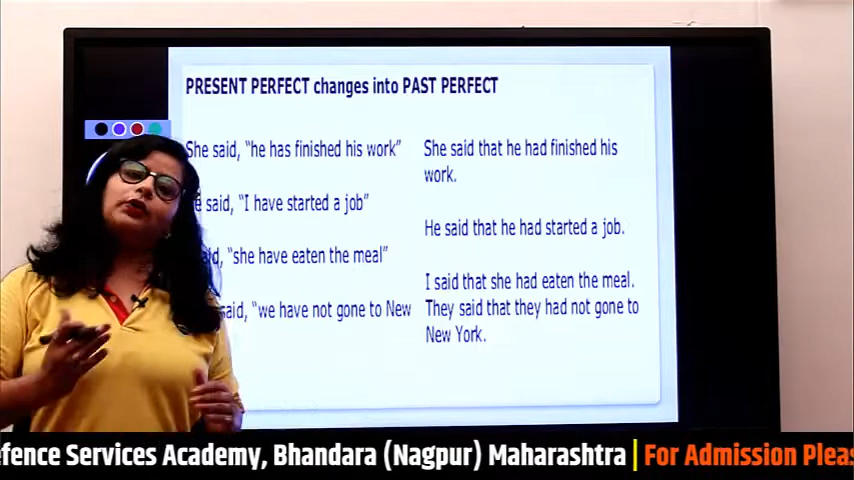 PRESENT PERFECT changes into PAST PERFECT
She said, “he has finished his work”
She said that he had finished his
work.
said, “I have started a job”
He said that he had started a job.
“she have eaten the meal”
I said that she had eaten the meal.
said, “we have not gone to New
They said that they had not gone to
New York.
Defence Services Academy, Bhandara (Nagpur) Maharashtra | For Admission